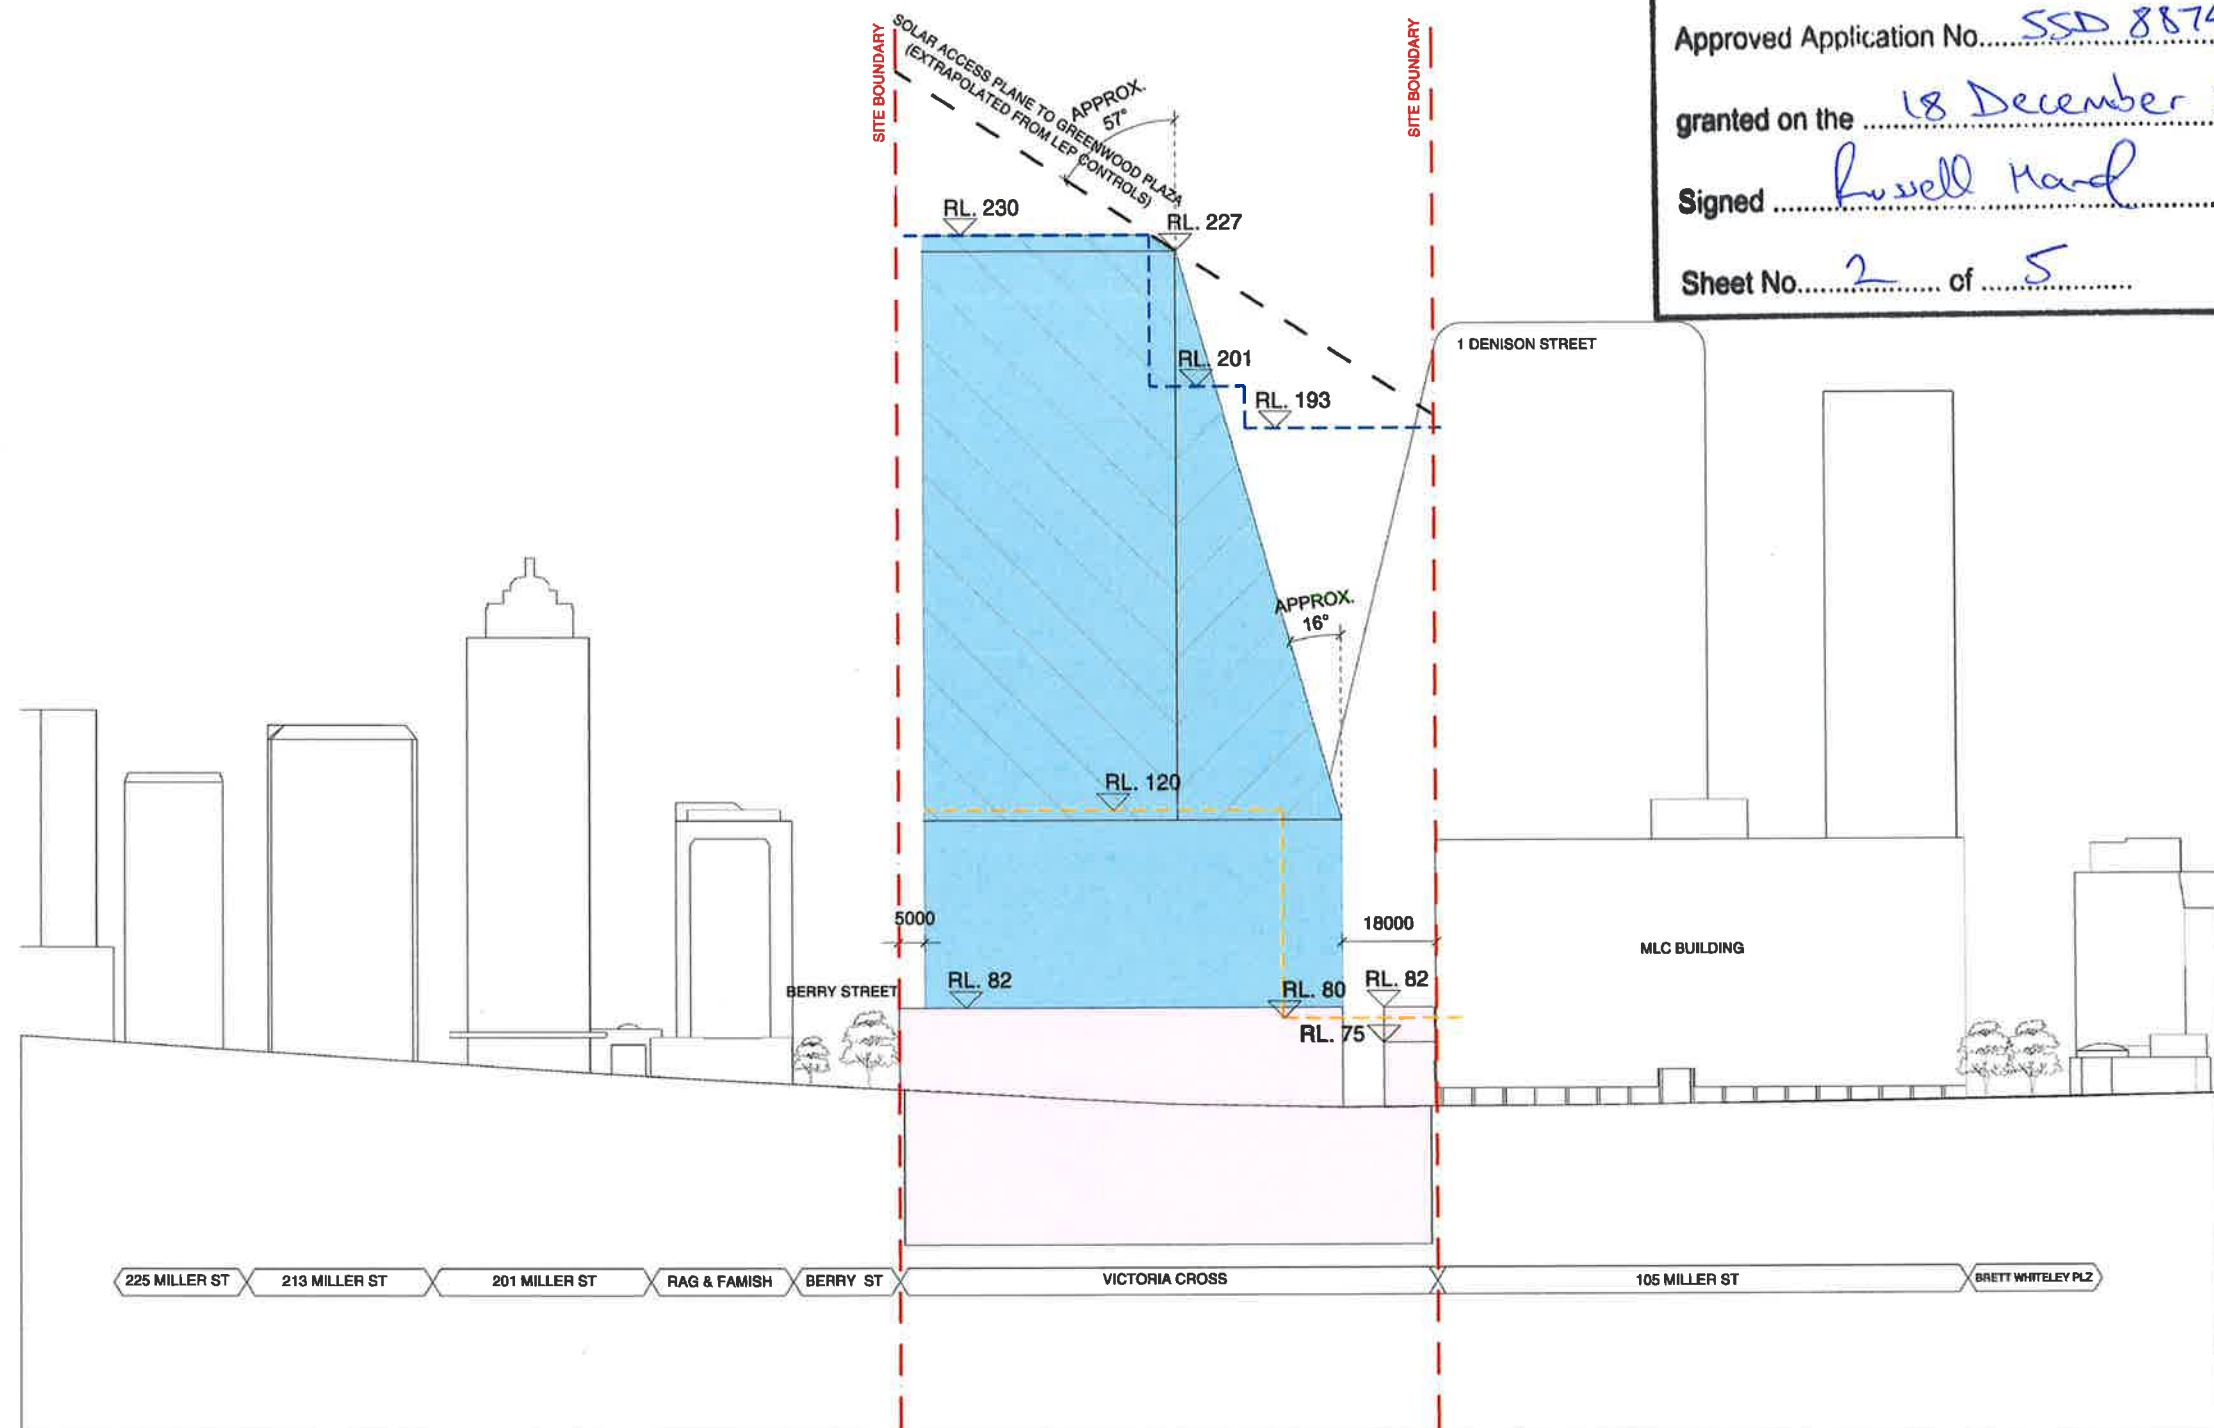 Approved Application No. SSD 8874
granted on the 18 December
Signed
Sheet No. 2 of 5
SITE BOUNDARY
SOLAR ACCESS PLANE TO GREENWOOD PLAZA
(EXTRAPOLATED FROM LEP CONTROLS)
APPROX.
57°
SITE BOUNDARY
RL. 230
RL. 227
1 DENISON STREET
RL. 201
RL. 193
APPROX.
16°
RL. 120
5000
18000
MLC BUILDING
BERRY STREET
RL. 82
RL. 80
RL. 82
RL. 75
225 MILLER ST
213 MILLER ST
201 MILLER ST
RAG & FAMISH
BERRY ST
VICTORIA CROSS
105 MILLER ST
BRETT WHITELEY PLZ